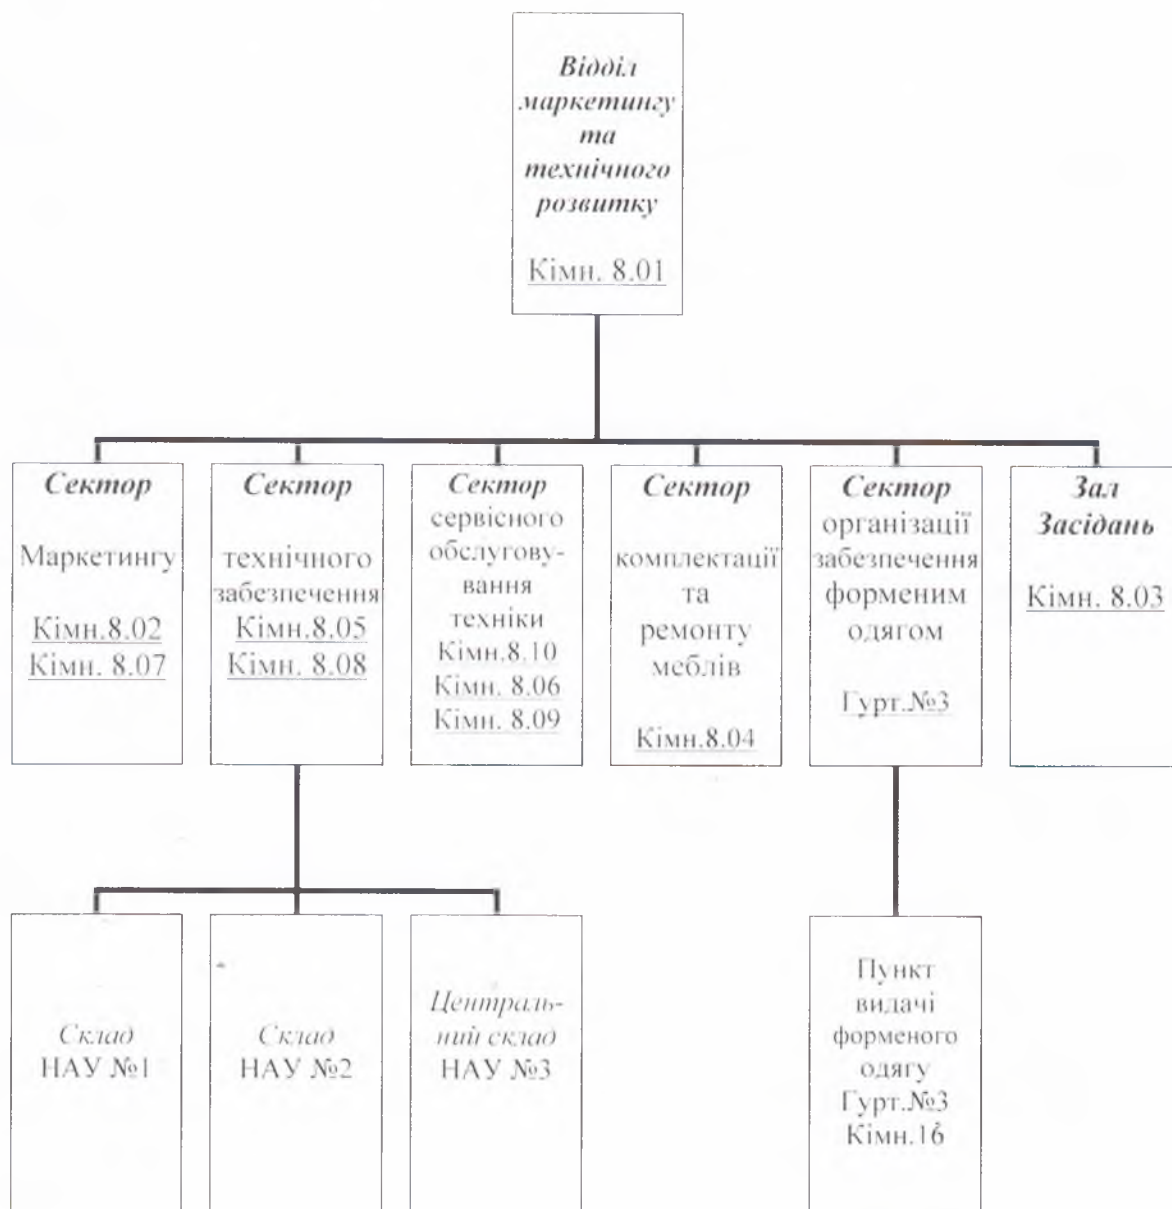 Відділ
маркетингу
та
технічного
розвитку
Кімн. 8.01
Сектор
Маркетингу
Кімн.8.02
Кімн. 8.07
Сектор
технічного
забезпечення
Кімн.8.05
Кімн. 8.08
Сектор
сервісного
обслугову-
вання
техніки
Кімн.8.10
Кімн. 8.06
Кімн. 8.09
Сектор
комплектації
та
ремонту
меблів
Кімн.8.04
Сектор
організації
забезпечення
форменим
одягом
Гурт.№3
Зал
Засідань
Кімн. 8.03
Склад
НАУ №1
Склад
НАУ №2
Централь-
ний склад
НАУ №3
Пункт
видачі
форменого
одягу
Гурт.№3
Кімн.16